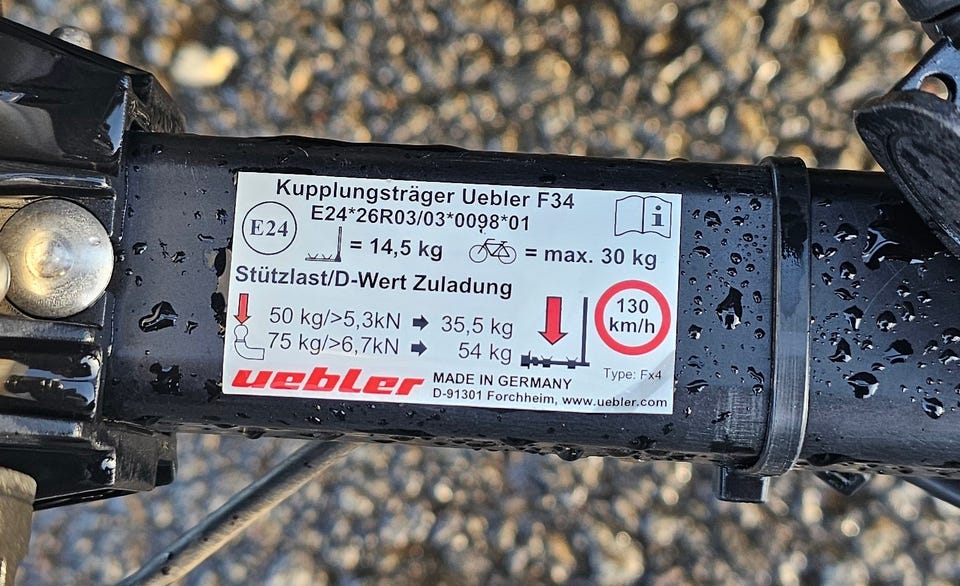 Kupplungsträger Uebler F34
E24
E24*26R03/03*0098*01
i
= 14,5 kg = max. 30 kg
Stützlast/D-Wert Zuladung
50 kg/>5,3kN 35,5 kg
75 kg/>6,7kN 54 kg
130
km/h
Type: Fx4
uebler
MADE IN GERMANY
D-91301 Forchheim, www.uebler.com